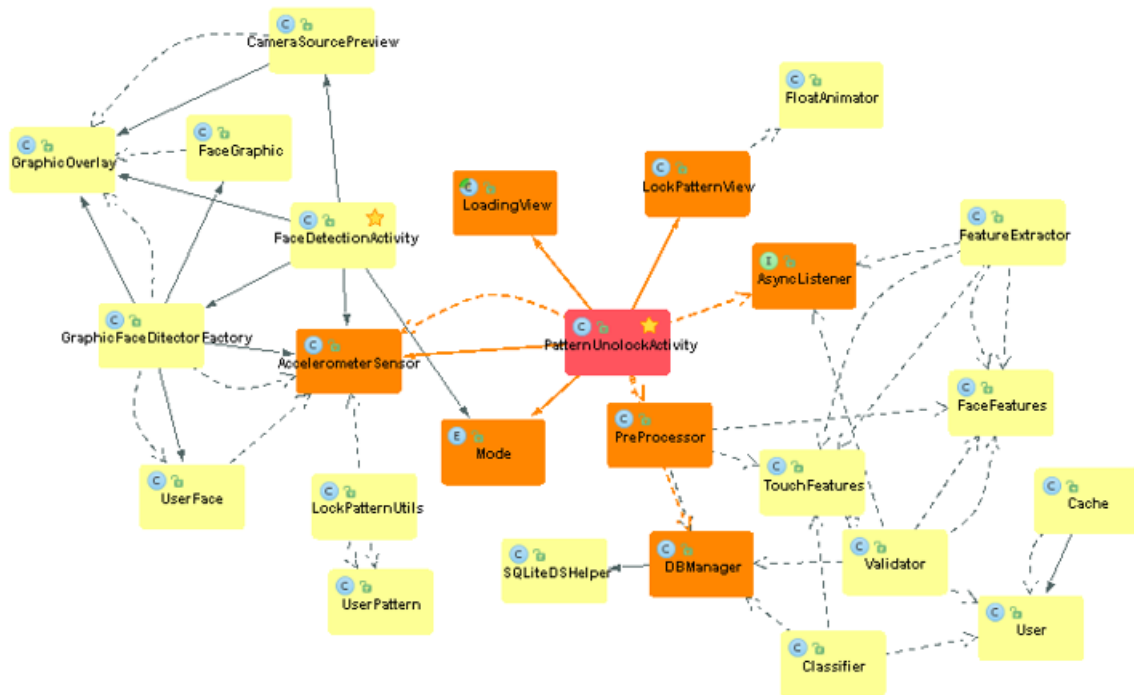 CameraSourcePreview
FloatAnimator
GraphicOverlay
FaceGraphic
LoadingView
LockPatternView
FaceDetectionActivity
FeatureExtractor
AsyncListener
GraphicFaceDitectorFactory
AccelerometerSensor
PatternUnolockActivity
FaceFeatures
PreProcessor
Mode
UserFace
LockPatternUtils
TouchFeatures
Cache
SQLiteDSHelper
DBManager
Validator
UserPattern
User
Classifier